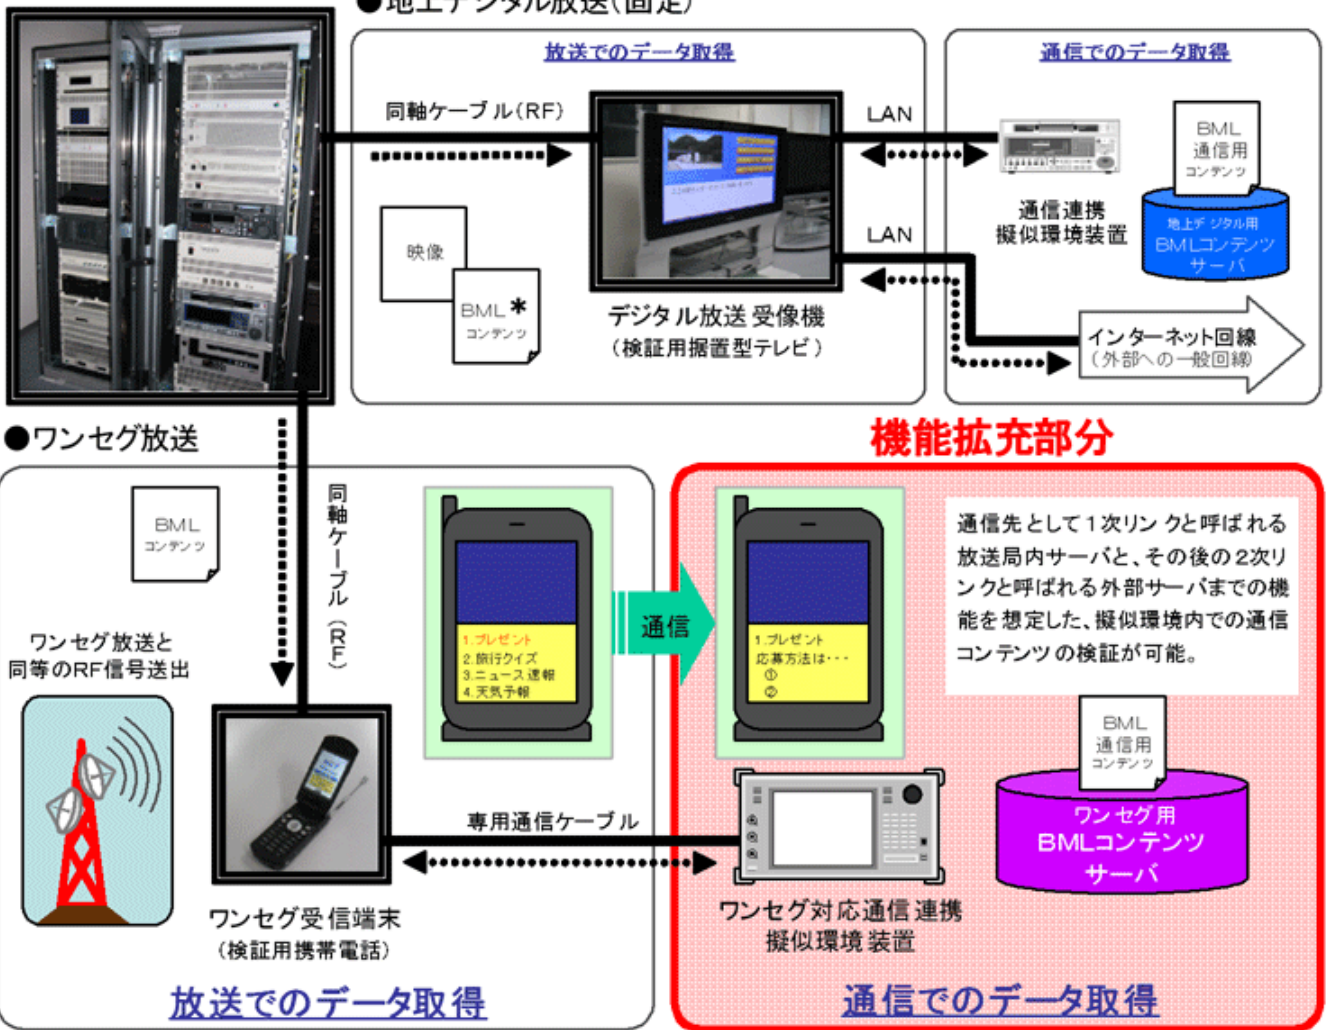 ●地上デジタル放送(固定)
放送でのデータ取得
通信でのデータ取得
同軸ケーブル(RF)
LAN
BML
通信用
コンテンツ
通信連携
擬似環境装置
地上デジタル用
BMLコンテンツ
サーバ
映像
LAN
BML＊
コンテンツ
デジタル放送受像機
(検証用据置型テレビ)
インターネット回線
(外部への一般回線)
●ワンセグ放送
機能拡充部分
BML
コンテンツ
同軸ケーブル(RF)
通信先として1次リンクと呼ばれる
放送局内サーバと、その後の2次リ
ンクと呼ばれる外部サーバまでの機
能を想定した、擬似環境内での通信
コンテンツの検証が可能。
1.プレゼント
2.旅行クイズ
3.ニュース速報
4.天気予報
通信
1.プレゼント
応募方法は･･･
①
②
ワンセグ放送と
同等のRF信号送出
BML
通信用
コンテンツ
ワンセグ用
BMLコンテンツ
サーバ
専用通信ケーブル
ワンセグ受信端末
(検証用携帯電話)
ワンセグ対応通信連携
擬似環境装置
放送でのデータ取得
通信でのデータ取得